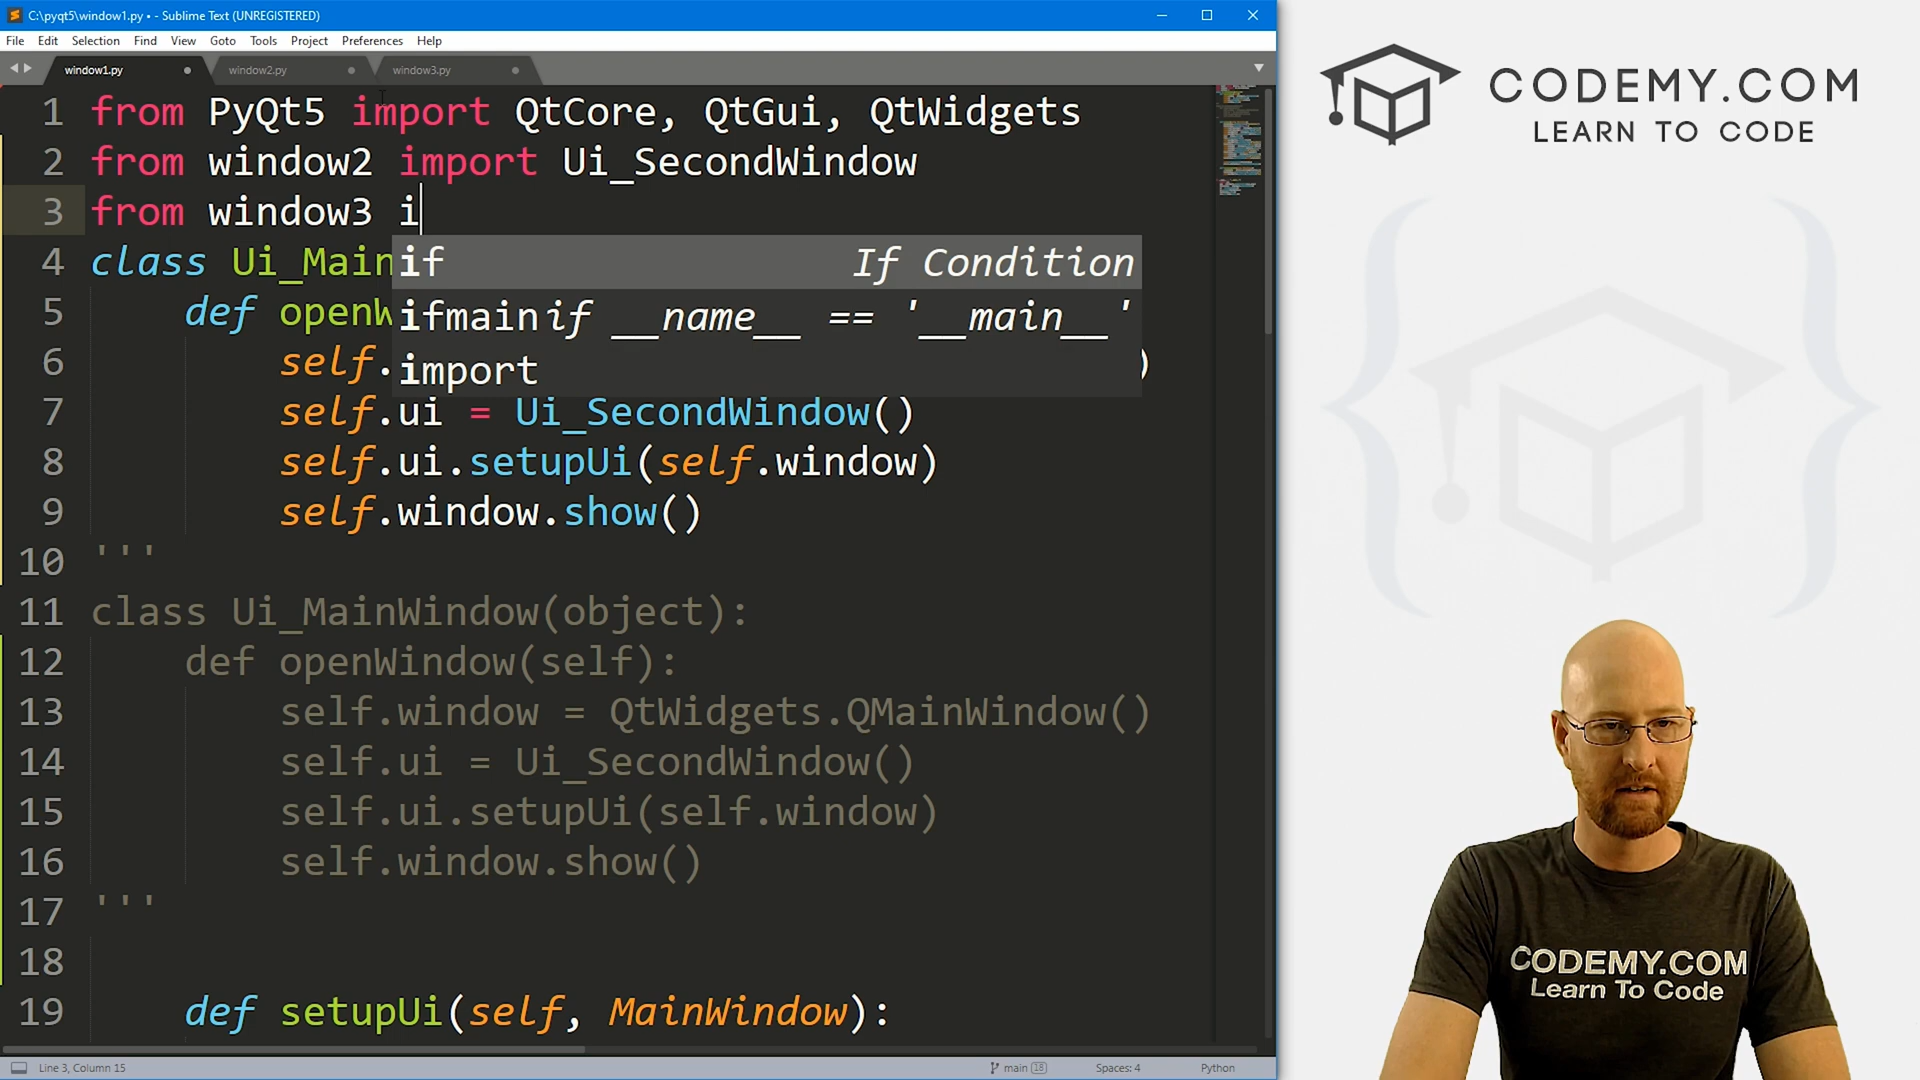 C:\pyqt5\window1.py • - Sublime Text (UNREGISTERED)
File Edit Selection Find View Goto Tools Project Preferences Help
window1.py window2.py window3.py
1 from PyQt5 import QtCore, QtGui, QtWidgets
2 from window2 import Ui_SecondWindow
3 from window3 i
4 class Ui_Main
if If Condition
5 def openW
ifmain if __name__ == '__main__'
6 self. )
import
7 self.ui = Ui_SecondWindow()
8 self.ui.setupUi(self.window)
9 self.window.show()
10 '''
11 class Ui_MainWindow(object):
12 def openWindow(self):
13 self.window = QtWidgets.QMainWindow()
14 self.ui = Ui_SecondWindow()
15 self.ui.setupUi(self.window)
16 self.window.show()
17 '''
18
19 def setupUi(self, MainWindow):
Line 3, Column 15
main 18
Spaces: 4
Python
CODEMY.COM
LEARN TO CODE
CODEMY.COM
Learn To Code